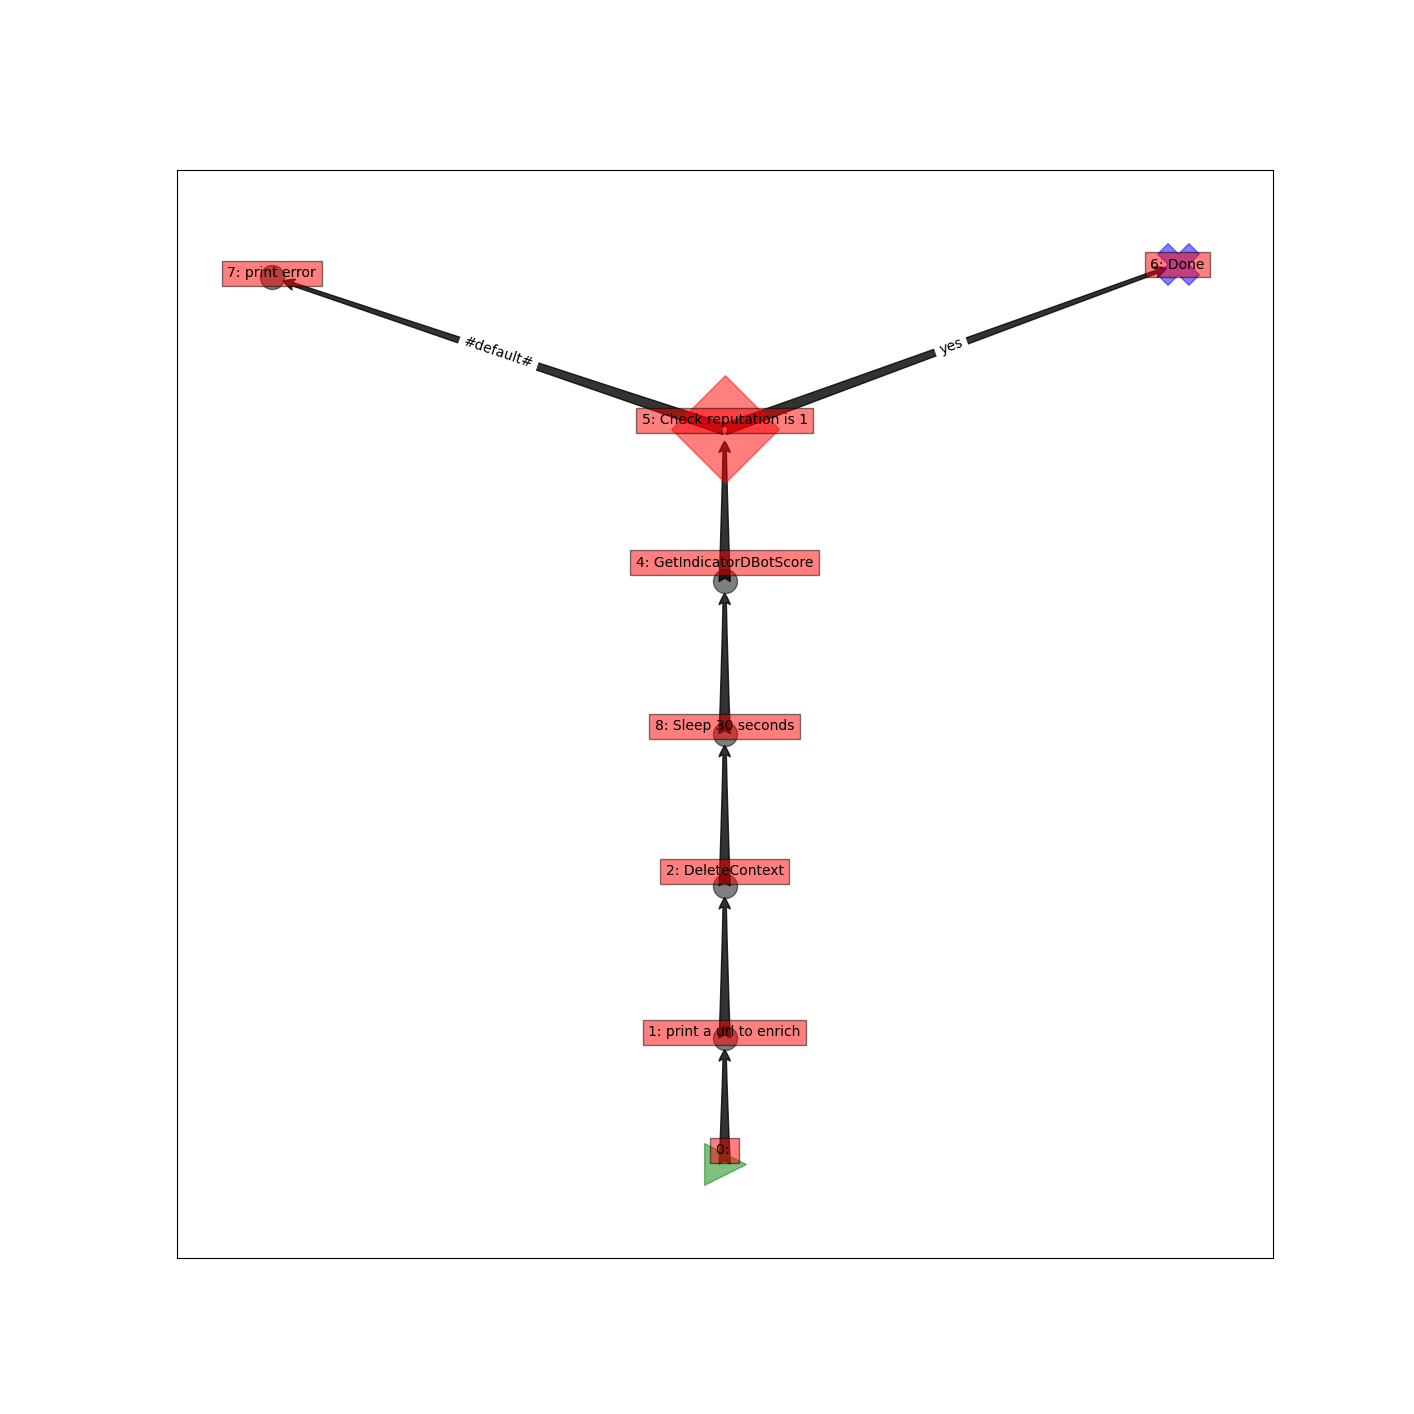 7: print error
6: Done
#default#
yes
5: Check reputation is 1
4: GetIndicatorDBotScore
8: Sleep 30 seconds
2: DeleteContext
1: print a url to enrich
0: